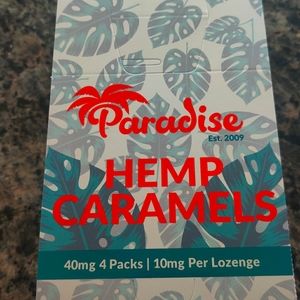 Paradise
Est. 2009
HEMP
CARAMELS
40mg 4 Packs | 10mg Per Lozenge